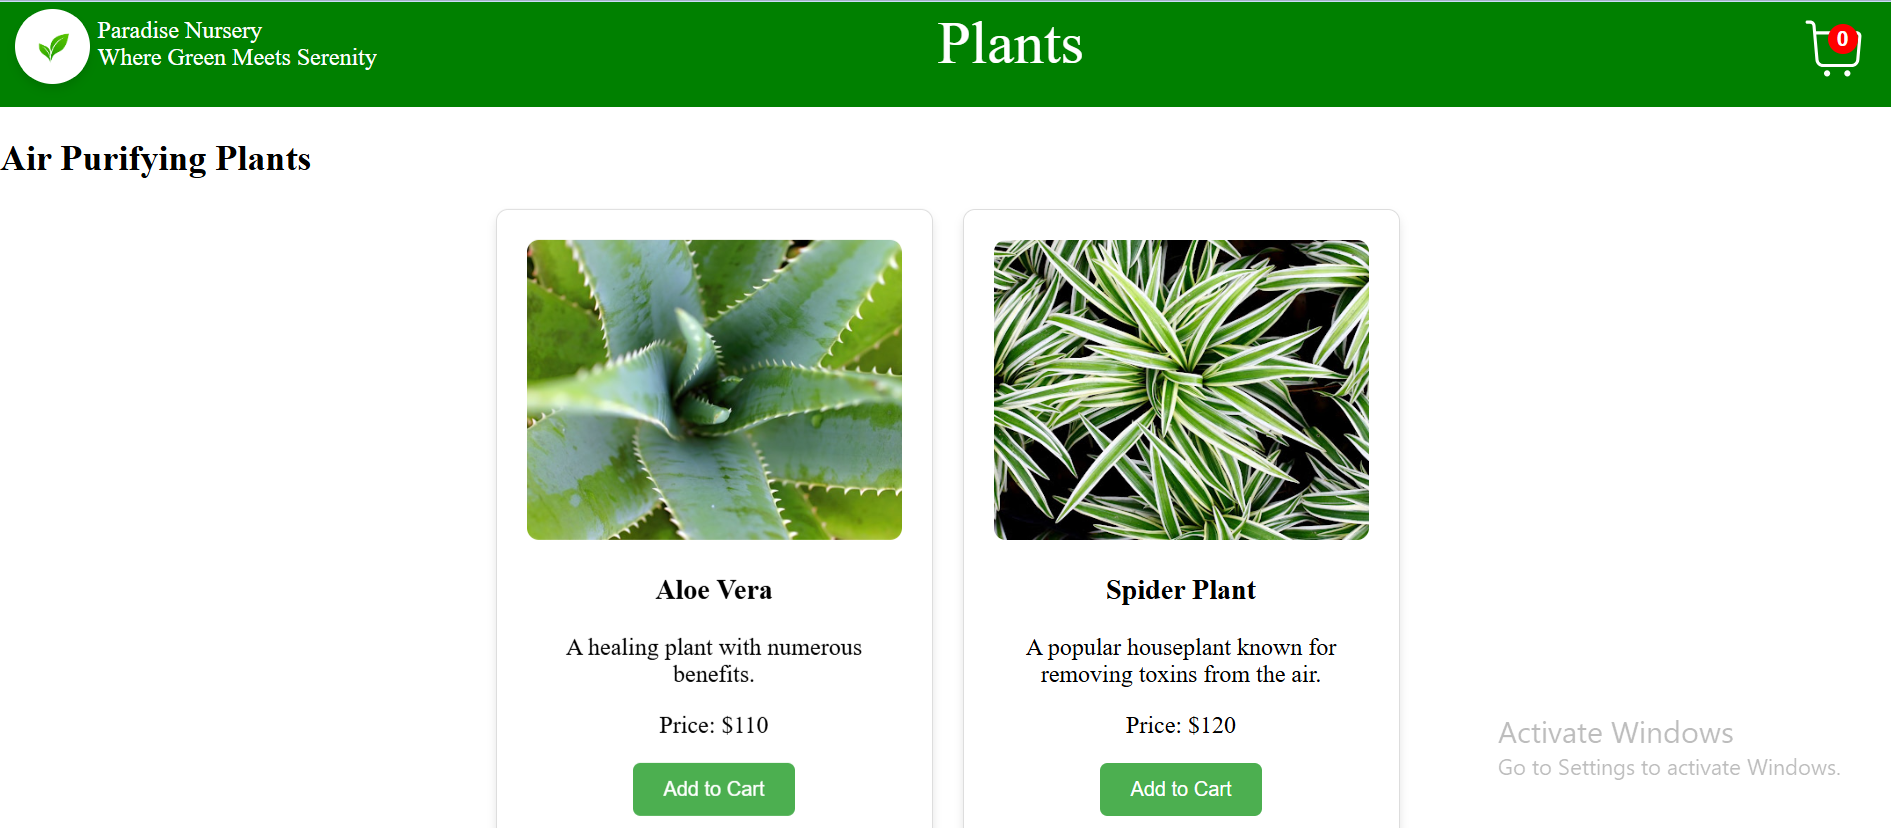 Paradise Nursery
Where Green Meets Serenity
Plants
0
Air Purifying Plants
Aloe Vera
A healing plant with numerous
benefits.
Price: $110
Add to Cart
Spider Plant
A popular houseplant known for
removing toxins from the air.
Price: $120
Add to Cart
Activate Windows
Go to Settings to activate Windows.